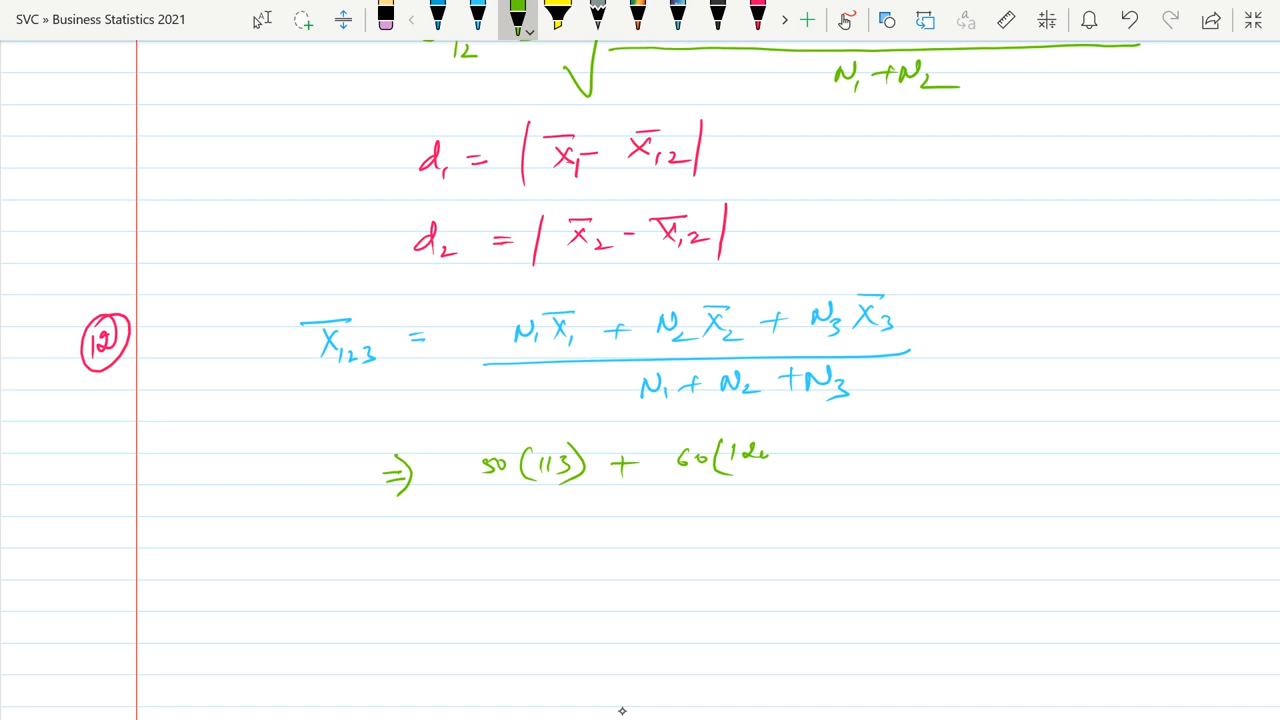 SVC » Business Statistics 2021
12
N₁ + N₂
d₁ = | X̄₁ - X̄₁₂ |
d₂ = | X̄₂ - X̄₁₂ |
12 X̄₁₂₃ = N₁X̄₁ + N₂X̄₂ + N₃X̄₃
N₁ + N₂ + N₃
⇒ 50(113) + 60(120